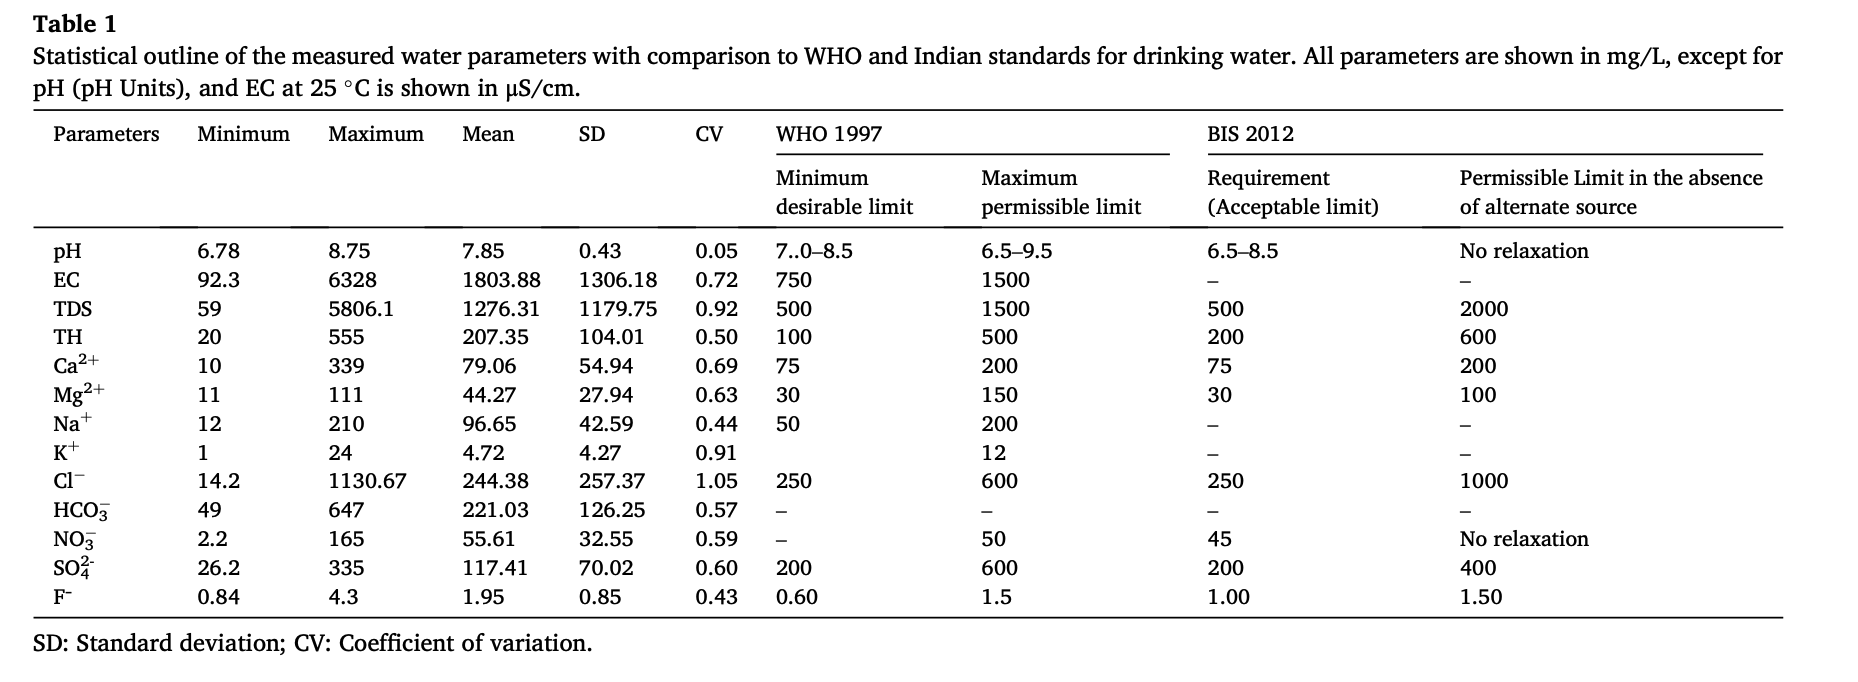 Table 1
Statistical outline of the measured water parameters with comparison to WHO and Indian standards for drinking water. All parameters are shown in mg/L, except for
pH (pH Units), and EC at 25 °C is shown in μS/cm.
Parameters Minimum Maximum Mean SD CV WHO 1997 BIS 2012
Minimum Maximum Requirement Permissible Limit in the absence
desirable limit permissible limit (Acceptable limit) of alternate source
pH 6.78 8.75 7.85 0.43 0.05 7..0–8.5 6.5–9.5 6.5–8.5 No relaxation
EC 92.3 6328 1803.88 1306.18 0.72 750 1500 – –
TDS 59 5806.1 1276.31 1179.75 0.92 500 1500 500 2000
TH 20 555 207.35 104.01 0.50 100 500 200 600
Ca²⁺ 10 339 79.06 54.94 0.69 75 200 75 200
Mg²⁺ 11 111 44.27 27.94 0.63 30 150 30 100
Na⁺ 12 210 96.65 42.59 0.44 50 200 – –
K⁺ 1 24 4.72 4.27 0.91 12 – –
Cl⁻ 14.2 1130.67 244.38 257.37 1.05 250 600 250 1000
HCO₃⁻ 49 647 221.03 126.25 0.57 – – – –
NO₃⁻ 2.2 165 55.61 32.55 0.59 – 50 45 No relaxation
SO₄²⁻ 26.2 335 117.41 70.02 0.60 200 600 200 400
F⁻ 0.84 4.3 1.95 0.85 0.43 0.60 1.5 1.00 1.50
SD: Standard deviation; CV: Coefficient of variation.